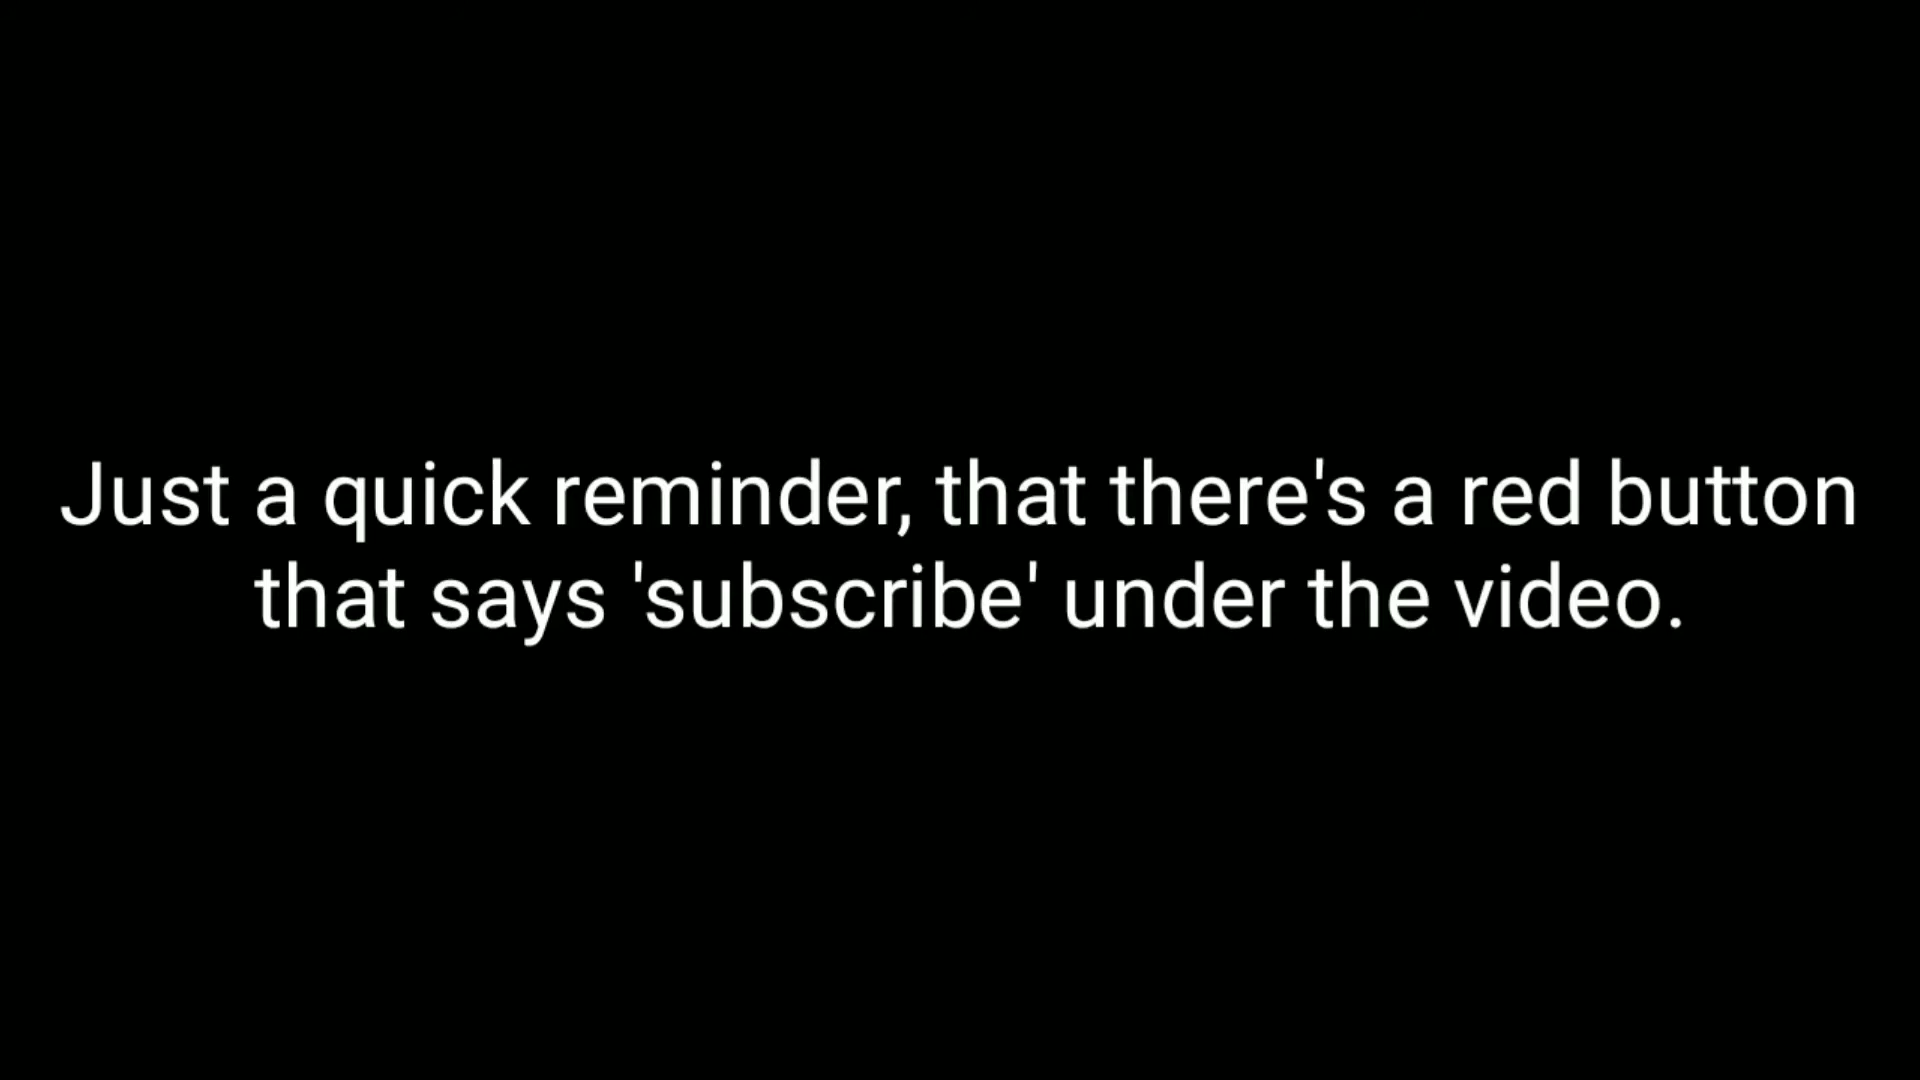 Just a quick reminder, that there's a red button
that says 'subscribe' under the video.